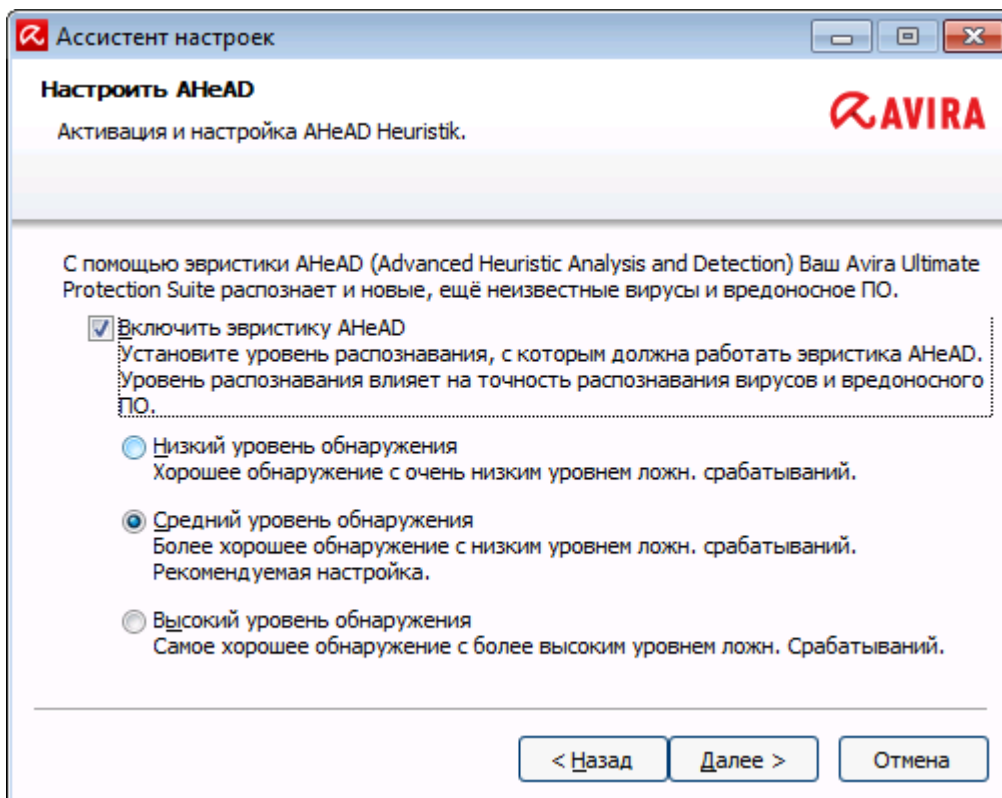 Ассистент настроек
Настроить AHeAD
Активация и настройка AHeAD Heuristik.
AVIRA
С помощью эвристики AHeAD (Advanced Heuristic Analysis and Detection) Ваш Avira Ultimate
Protection Suite распознает и новые, ещё неизвестные вирусы и вредоносное ПО.
Включить эвристику AHeAD
Установите уровень распознавания, с которым должна работать эвристика AHeAD.
Уровень распознавания влияет на точность распознавания вирусов и вредоносного
ПО.
Низкий уровень обнаружения
Хорошее обнаружение с очень низким уровнем ложн. срабатываний.
Средний уровень обнаружения
Более хорошее обнаружение с низким уровнем ложн. срабатываний.
Рекомендуемая настройка.
Высокий уровень обнаружения
Самое хорошее обнаружение с более высоким уровнем ложн. Срабатываний.
< Назад Далее > Отмена